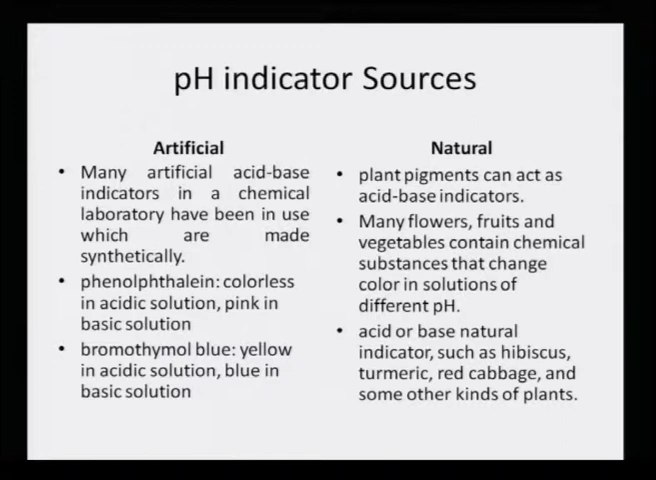 pH indicator Sources
Artificial
• Many artificial acid-base
indicators in a chemical
laboratory have been in use
which are made
synthetically.
• phenolphthalein: colorless
in acidic solution, pink in
basic solution
• bromothymol blue: yellow
in acidic solution, blue in
basic solution
Natural
• plant pigments can act as
acid-base indicators.
• Many flowers, fruits and
vegetables contain chemical
substances that change
color in solutions of
different pH.
• acid or base natural
indicator, such as hibiscus,
turmeric, red cabbage, and
some other kinds of plants.